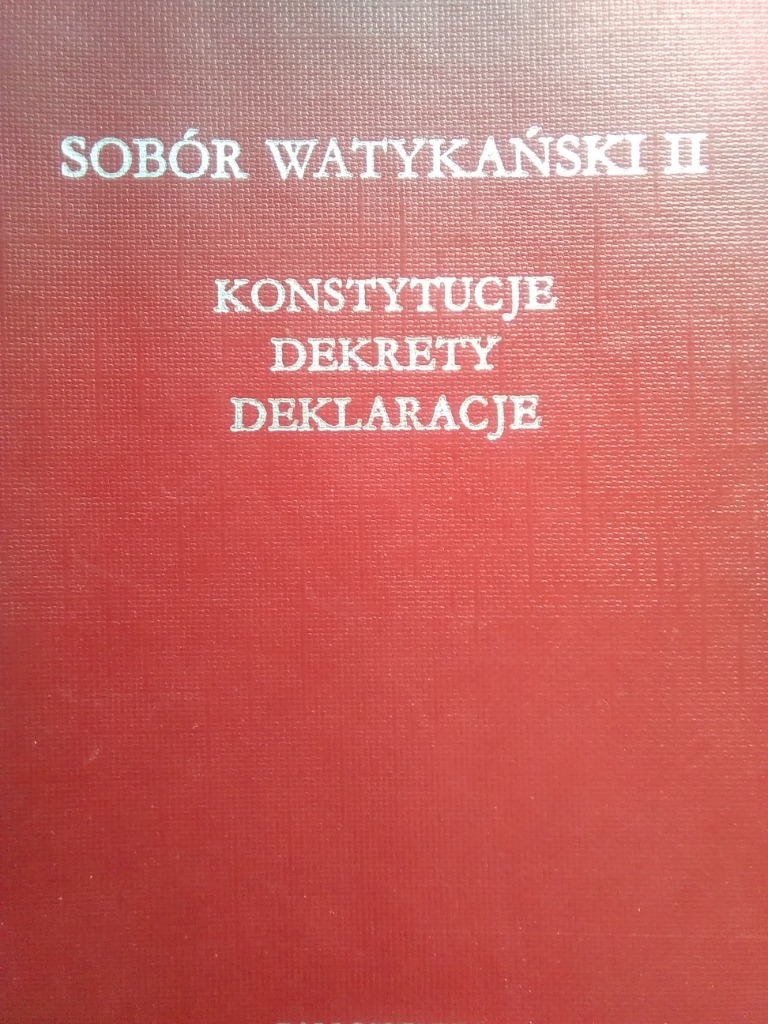 SOBÓR WATYKAŃSKI II
KONSTYTUCJE
DEKRETY
DEKLARACJE